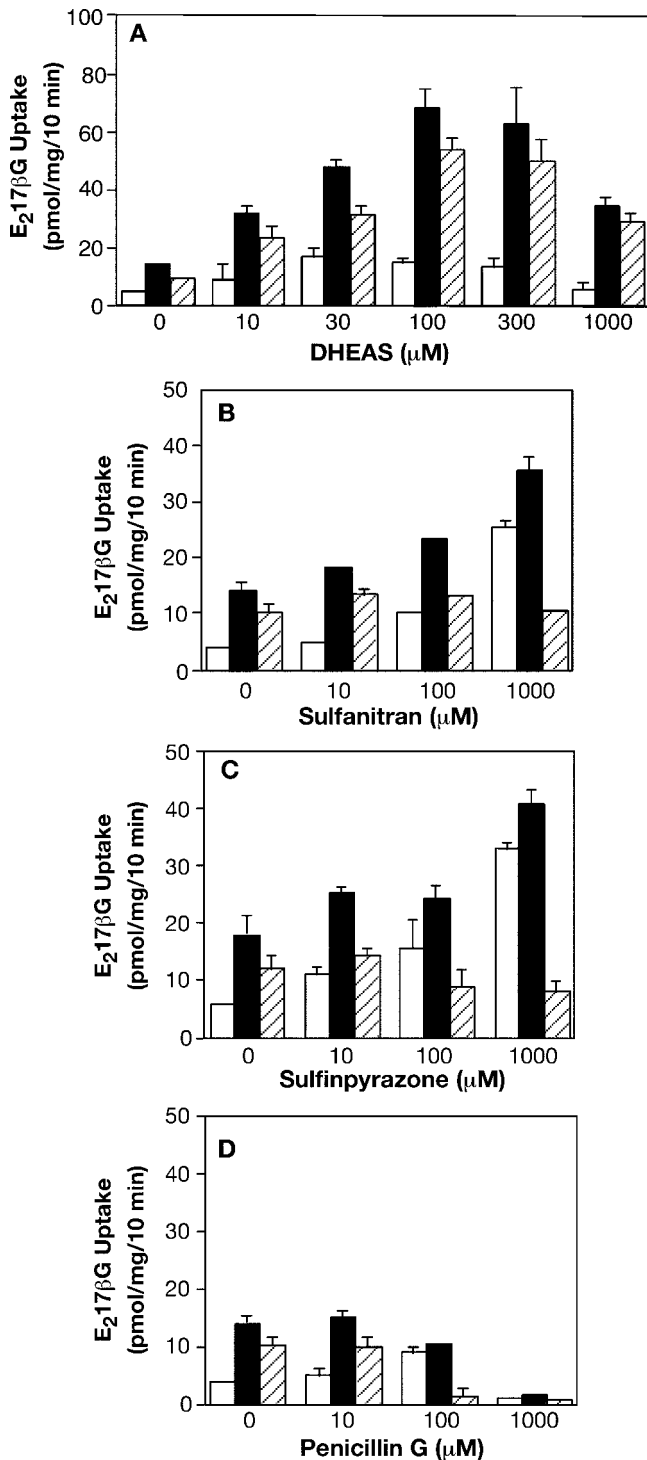 A
E217βG Uptake
(pmol/mg/10 min)
100
80
60
40
20
0
0 10 30 100 300 1000
DHEAS (μM)
B
E217βG Uptake
(pmol/mg/10 min)
50
40
30
20
10
0
0 10 100 1000
Sulfanitran (μM)
C
E217βG Uptake
(pmol/mg/10 min)
50
40
30
20
10
0
0 10 100 1000
Sulfinpyrazone (μM)
D
E217βG Uptake
(pmol/mg/10 min)
50
40
30
20
10
0
0 10 100 1000
Penicillin G (μM)